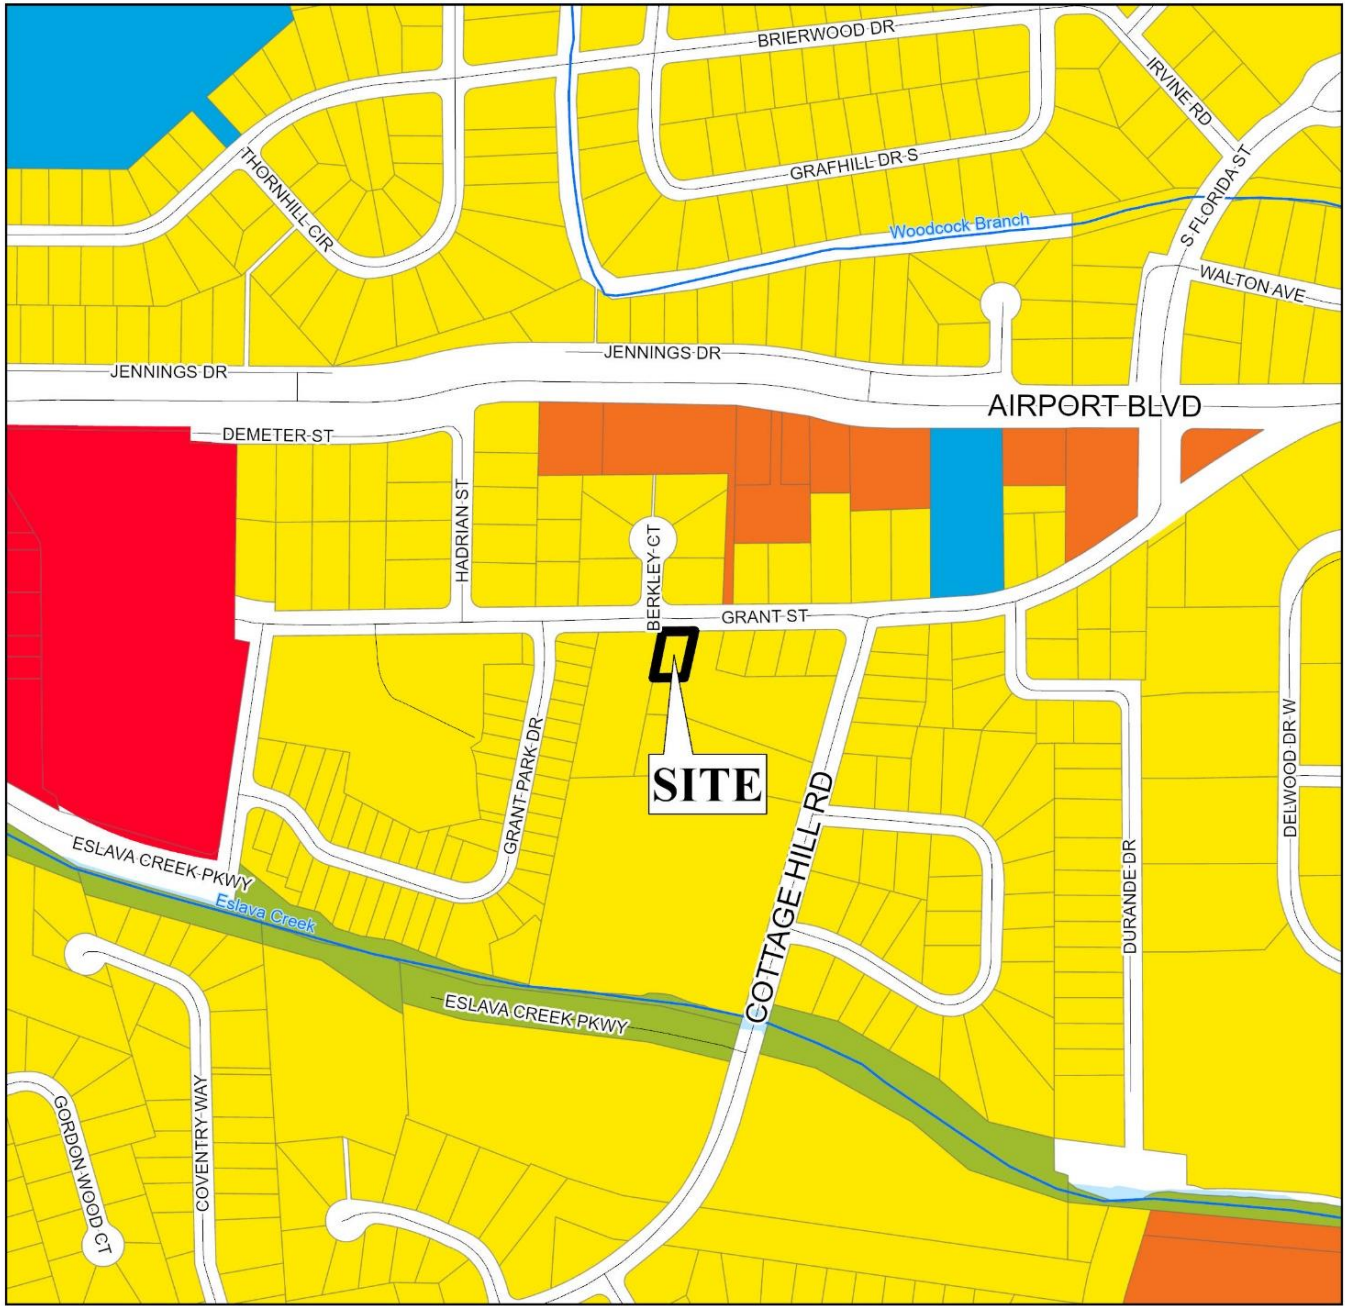 BRIERWOOD DR
IRVINE RD
THORNHILL CIR
GRAFHILL DR S
S FLORIDA ST
Woodcock Branch
WALTON AVE
JENNINGS DR
JENNINGS DR
AIRPORT BLVD
DEMETER ST
HADRIAN ST
BERKLEY CT
GRANT ST
GRANT PARK DR
SITE
DELWOOD DR W
COTTAGE HILL RD
DURANDE DR
ESLAVA CREEK PKWY
Eslava Creek
ESLAVA CREEK PKWY
GORDON WOOD CT
COVENTRY WAY